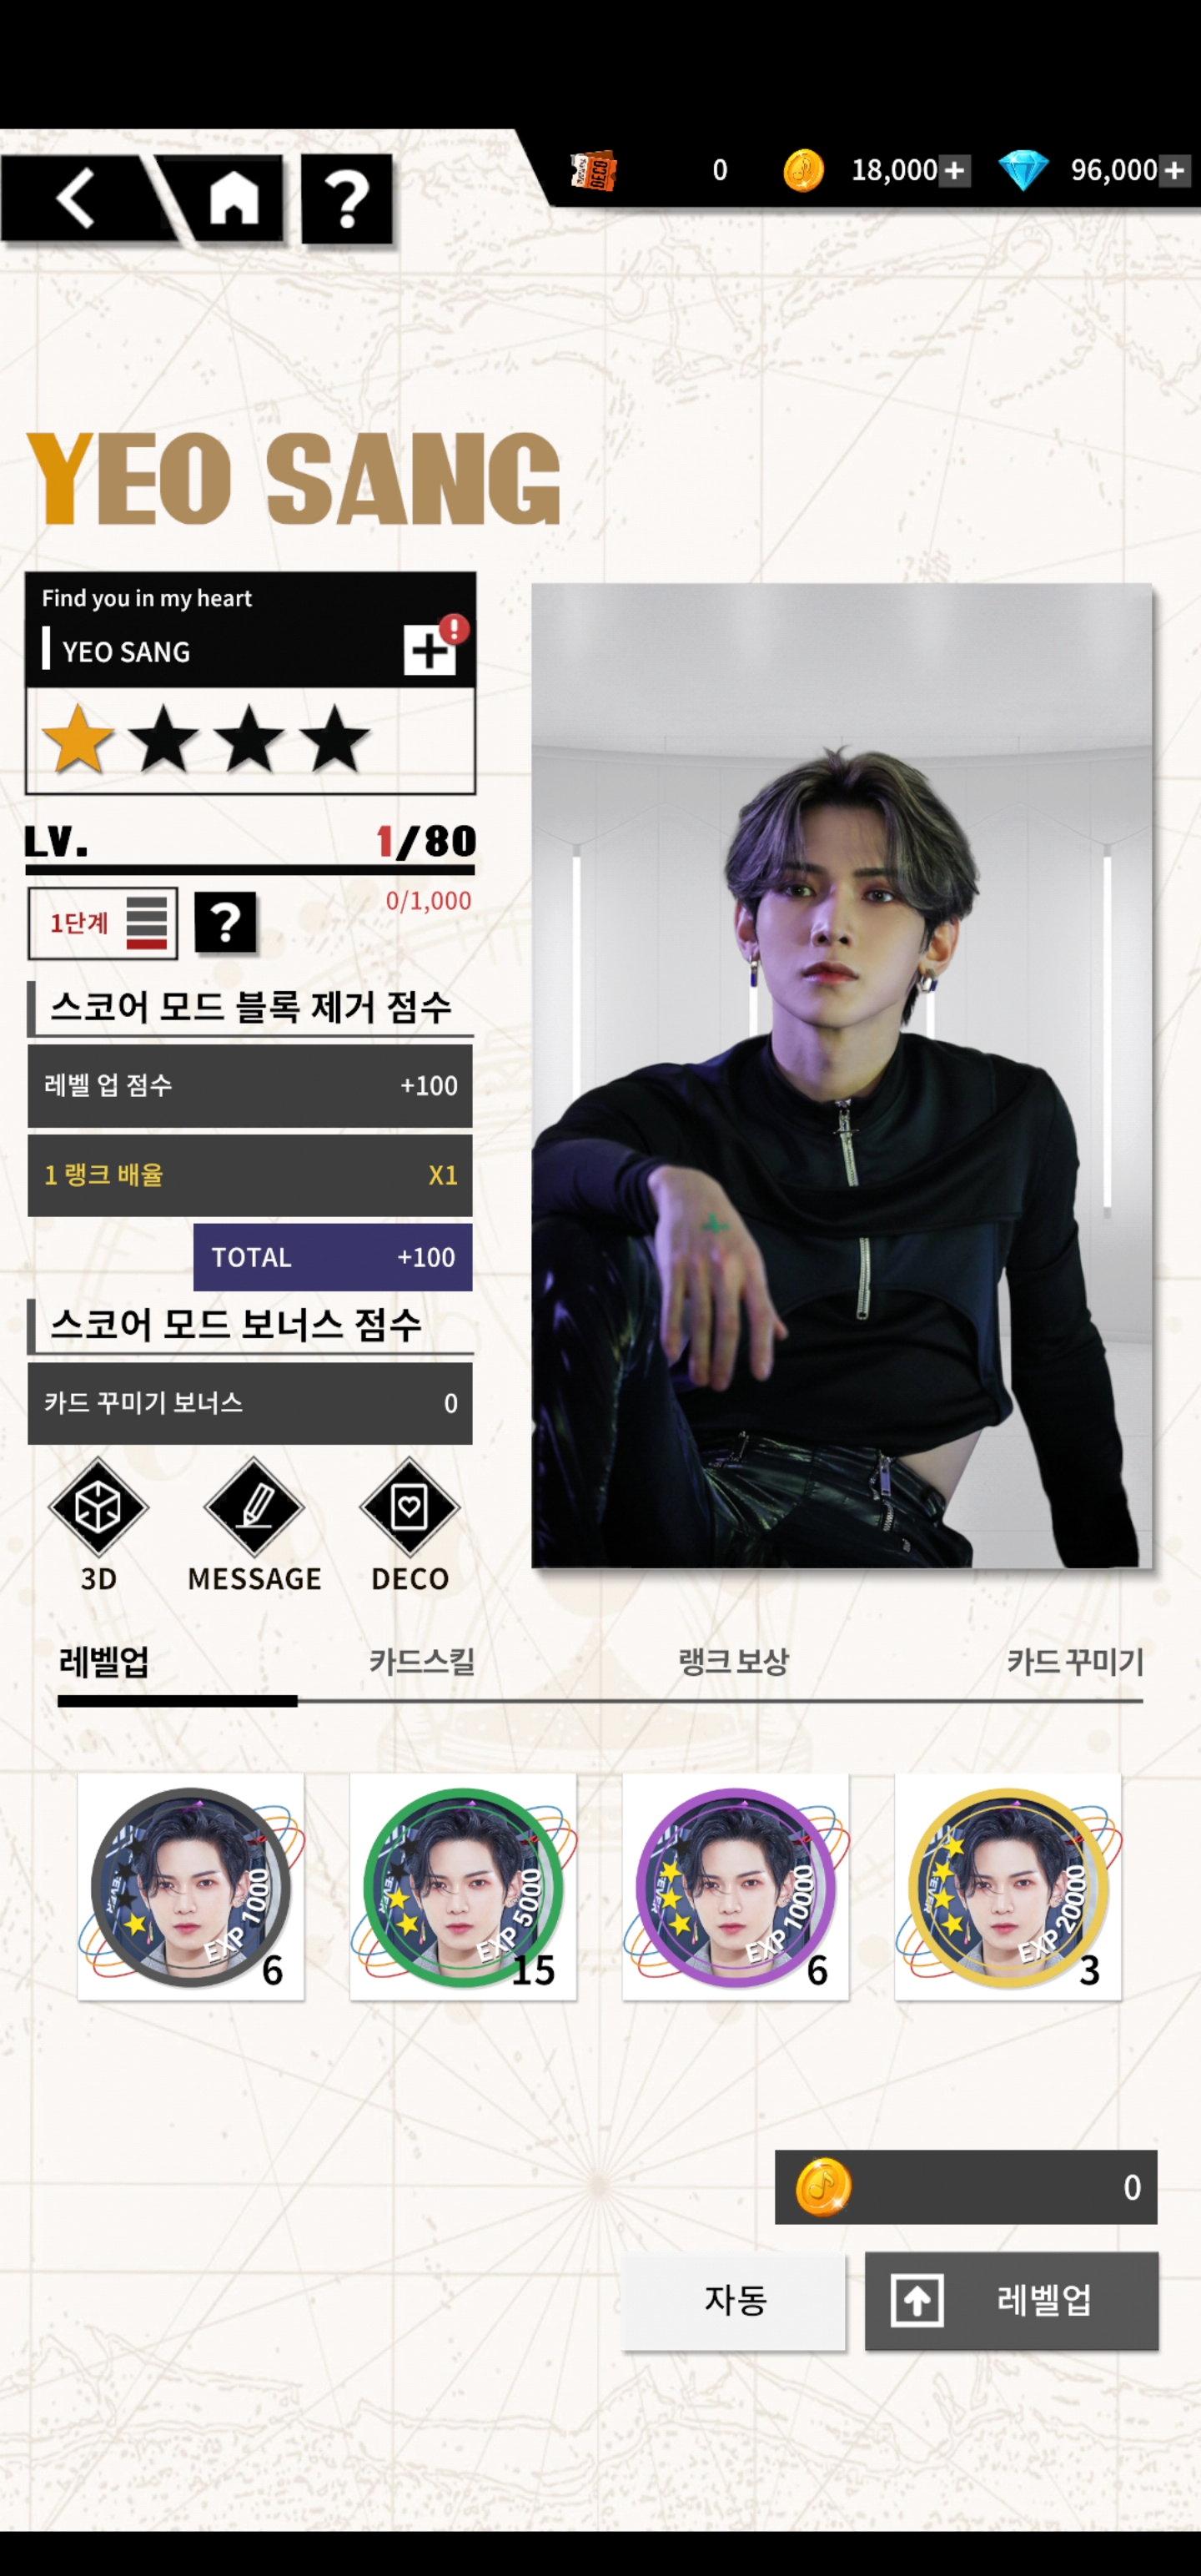 0 18,000 96,000
YEO SANG
Find you in my heart
YEO SANG
LV. 1/80
0/1,000
1단계
스코어 모드 블록 제거 점수
레벨 업 점수 +100
1 랭크 배율 X1
TOTAL +100
스코어 모드 보너스 점수
카드 꾸미기 보너스 0
3D MESSAGE DECO
레벨업 카드스킬 랭크 보상 카드 꾸미기
EXP 1000 EXP 5000 EXP 10000 EXP 20000
6 15 6 3
0
자동 레벨업